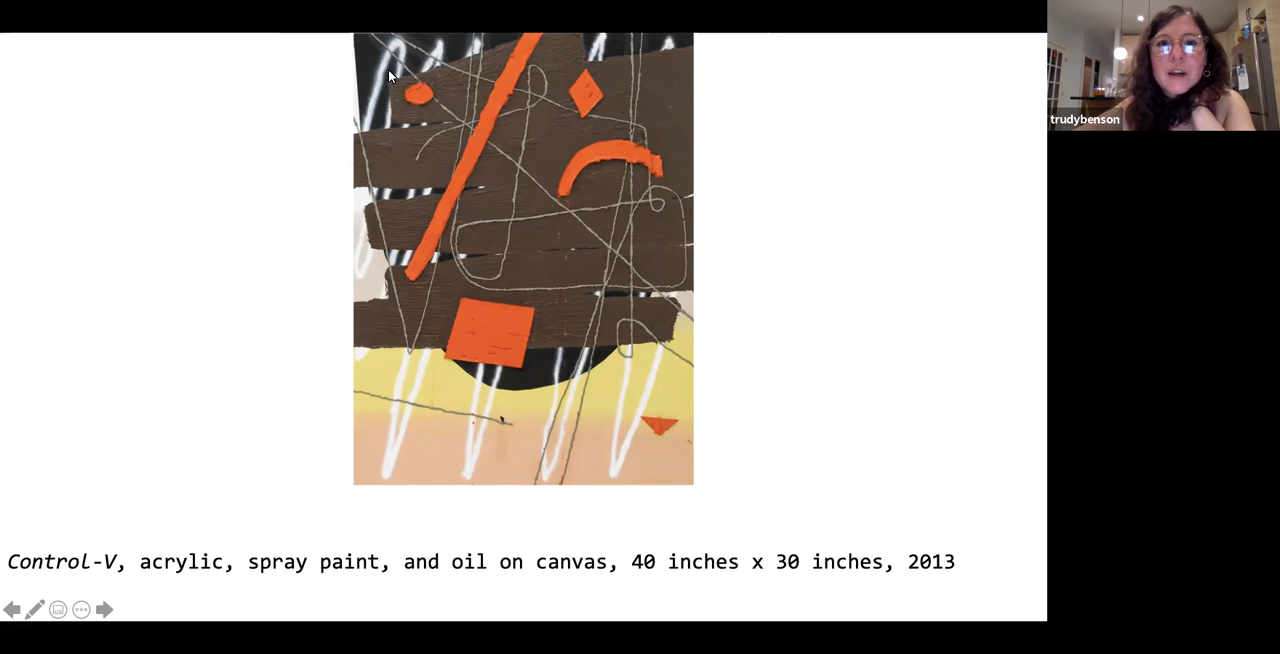 trudybenson
Control-V, acrylic, spray paint, and oil on canvas, 40 inches x 30 inches, 2013